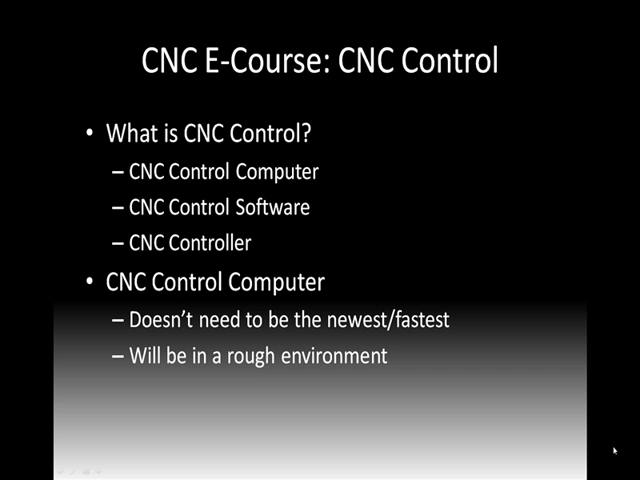 CNC E-Course: CNC Control
• What is CNC Control?
– CNC Control Computer
– CNC Control Software
– CNC Controller
• CNC Control Computer
– Doesn't need to be the newest/fastest
– Will be in a rough environment